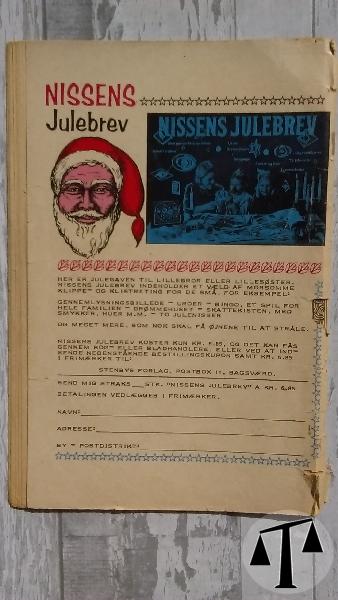 NISSENS
Julebrev
NISSENS JULEBREV
HER ER JULEGAVEN TIL LILLEBROR ELLER LILLESØSTER.
NISSENS JULEBREV INDEHOLDER ET VÆLD AF MORSOMME
KLIPPE- OG KLISTRETING FOR DE SMÅ, FOR EKSEMPEL:
GENNEMLYSNINGSBILLEDE - UROER - BINGO, ET SPIL FOR
HELE FAMILIEN - DRØMMEHUSET - SKATTEKISTEN, MED
SMYKKER, HUER M.M. - TO JULENISSER
OG MEGET MERE, SOM NOK SKAL FÅ ØJNENE TIL AT STRÅLE.
NISSENS JULEBREV KOSTER KUN KR. 6.85, OG DET KAN FÅS
GENNEM BOG- ELLER BLADHANDLERE, ELLER VED AT IND-
SENDE NEDENSTÅENDE BESTILLINGSKUPON SAMT KR. 6.85
I FRIMÆRKER TIL:
STENBYS FORLAG, POSTBOX 11, BAGSVÆRD.
SEND MIG STRAKS STK. "NISSENS JULEBREV" A KR. 6.85
BETALINGEN VEDLÆGGES I FRIMÆRKER.
NAVN:
ADRESSE:
BY - POSTDISTRIKT: